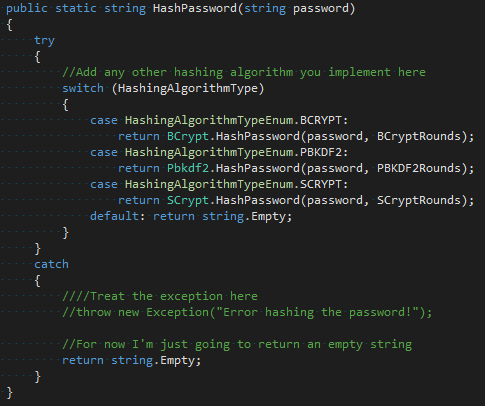 public static string HashPassword(string password)
{
    try
    {
        //Add any other hashing algorithm you implement here
        switch (HashingAlgorithmType)
        {
            case HashingAlgorithmTypeEnum.BCRYPT:
                return BCrypt.HashPassword(password, BCryptRounds);
            case HashingAlgorithmTypeEnum.PBKDF2:
                return Pbkdf2.HashPassword(password, PBKDF2Rounds);
            case HashingAlgorithmTypeEnum.SCRYPT:
                return SCrypt.HashPassword(password, SCryptRounds);
            default: return string.Empty;
        }
    }
    catch
    {
        ////Treat the exception here
        //throw new Exception("Error hashing the password!");

        //For now I'm just going to return an empty string
        return string.Empty;
    }
}